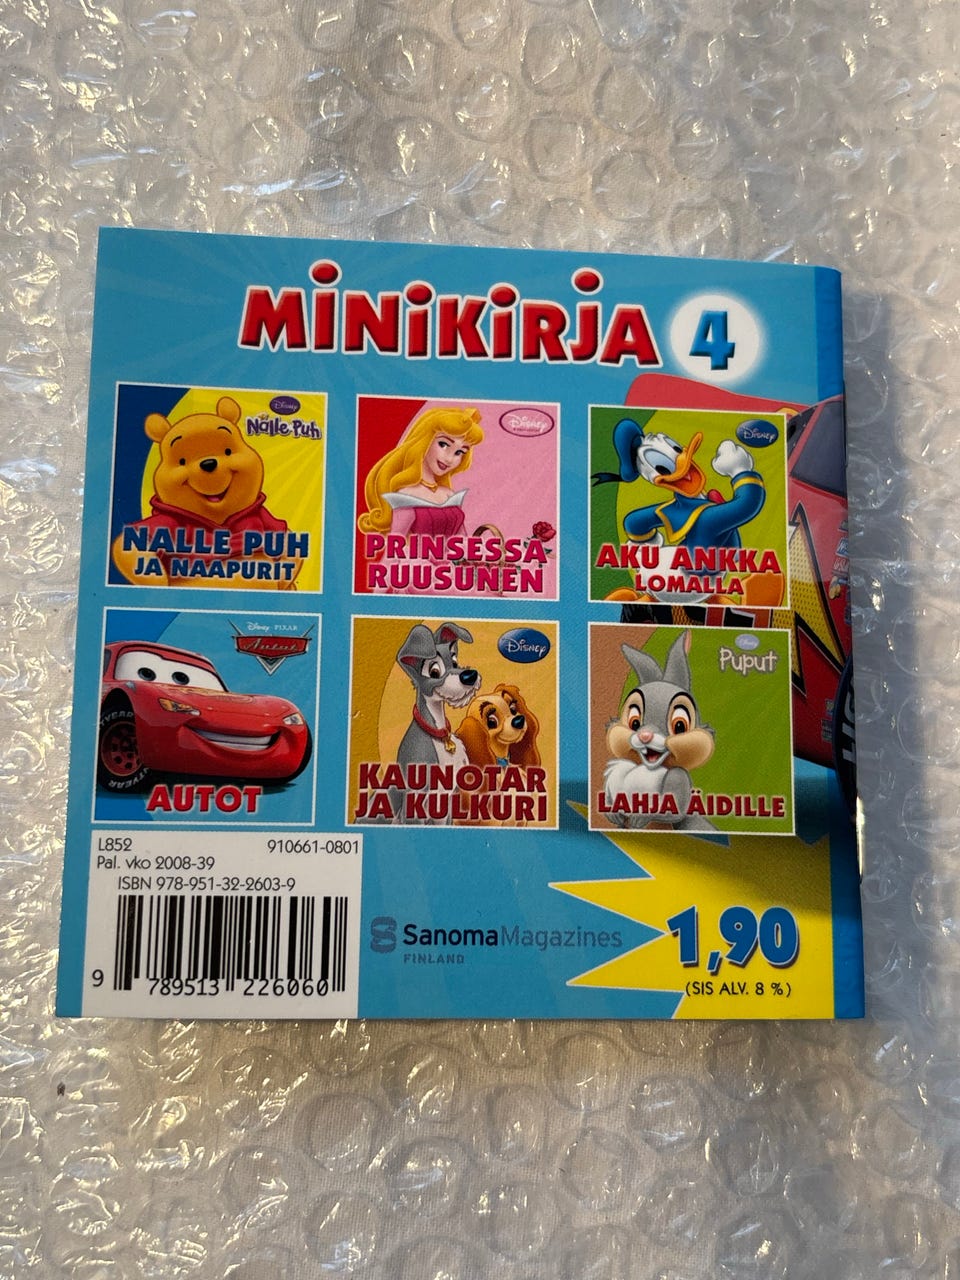 MINIKIRJA 4
Disney
Nalle Puh
NALLE PUH
JA NAAPURIT
Disney
PRINSESSA
RUUSUNEN
Disney
AKU ANKKA
LOMALLA
Disney PIXAR
Autot
AUTOT
Disney
KAUNOTAR
JA KULKURI
Disney
Puput
LAHJA ÄIDILLE
L852 910661-0801
Pal. vko 2008-39
ISBN 978-951-32-2603-9
9 789513 226060
SanomaMagazines
FINLAND
1,90
(SIS ALV. 8 %)